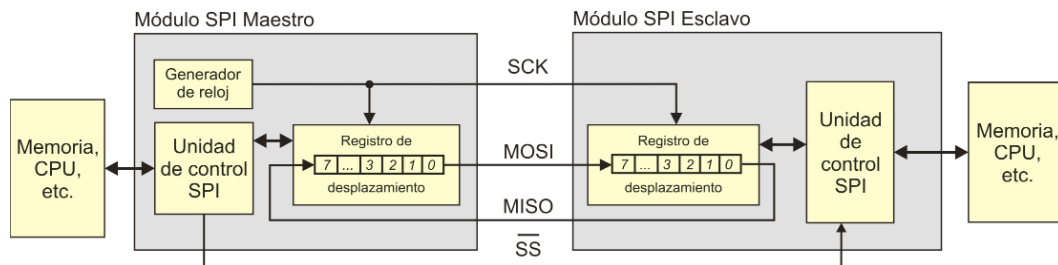 Módulo SPI Maestro
Módulo SPI Esclavo
Generador
de reloj
SCK
Memoria,
CPU,
etc.
Unidad
de control
SPI
Registro de
7 ... 3 2 1 0
desplazamiento
MOSI
MISO
SS
Registro de
7 ... 3 2 1 0
desplazamiento
Unidad
de
control
SPI
Memoria,
CPU,
etc.